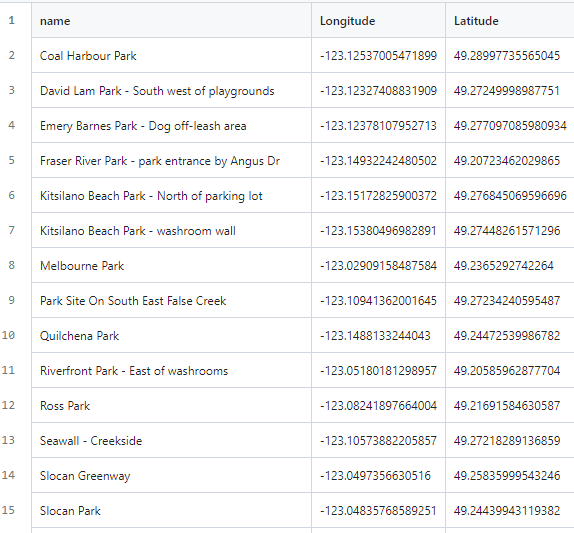 1 name Longitude Latitude
2 Coal Harbour Park -123.12537005471899 49.28997735565045
3 David Lam Park - South west of playgrounds -123.12327408831909 49.27249998987751
4 Emery Barnes Park - Dog off-leash area -123.12378107952713 49.277097085980934
5 Fraser River Park - park entrance by Angus Dr -123.14932242480502 49.20723462029865
6 Kitsilano Beach Park - North of parking lot -123.15172825900372 49.276845069596696
7 Kitsilano Beach Park - washroom wall -123.15380496982891 49.27448261571296
8 Melbourne Park -123.02909158487584 49.2365292742264
9 Park Site On South East False Creek -123.10941362001645 49.27234240595487
10 Quilchena Park -123.1488133244043 49.24472539986782
11 Riverfront Park - East of washrooms -123.05180181298957 49.20585962877704
12 Ross Park -123.08241897664004 49.21691584630587
13 Seawall - Creekside -123.10573882205857 49.27218289136859
14 Slocan Greenway -123.0497356630516 49.25835999543246
15 Slocan Park -123.04835768589251 49.24439943119382